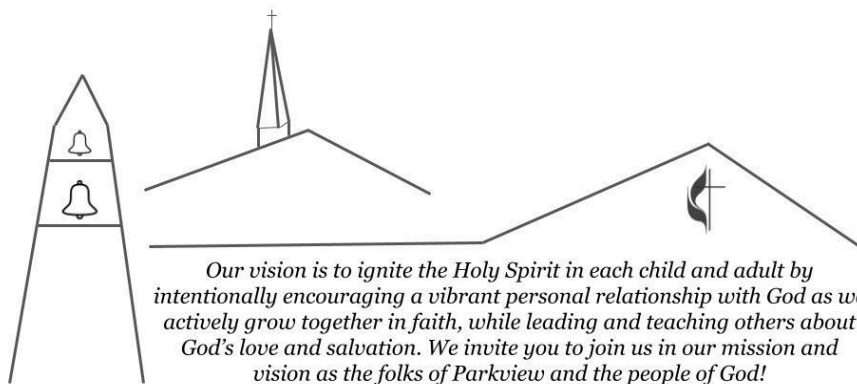 Our vision is to ignite the Holy Spirit in each child and adult by
intentionally encouraging a vibrant personal relationship with God as we
actively grow together in faith, while leading and teaching others about
God’s love and salvation. We invite you to join us in our mission and
vision as the folks of Parkview and the people of God!